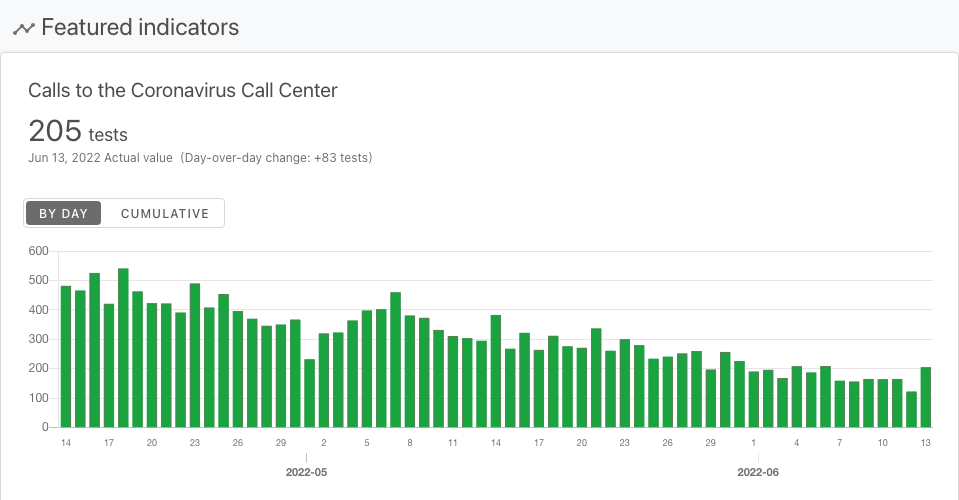 Featured indicators
Calls to the Coronavirus Call Center
205 tests
Jun 13, 2022 Actual value (Day-over-day change: +83 tests)
BY DAY CUMULATIVE
600
500
400
300
200
100
0
14 17 20 23 26 29 2 5 8 11 14 17 20 23 26 29 1 4 7 10 13
2022-05 2022-06